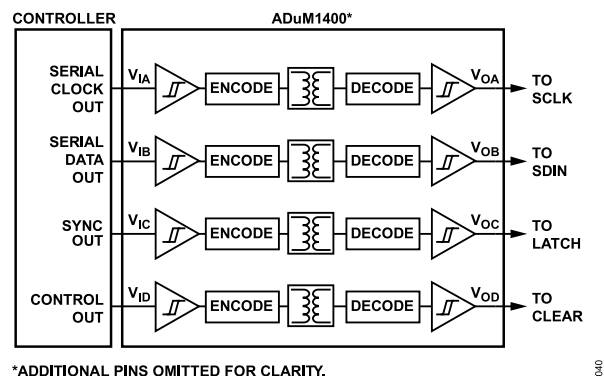 CONTROLLER
ADuM1400*
SERIAL
CLOCK
OUT
VIA
ENCODE
DECODE
VOA
TO
SCLK
SERIAL
DATA
OUT
VIB
ENCODE
DECODE
VOB
TO
SDIN
SYNC
OUT
VIC
ENCODE
DECODE
VOC
TO
LATCH
CONTROL
OUT
VID
ENCODE
DECODE
VOD
TO
CLEAR
*ADDITIONAL PINS OMITTED FOR CLARITY.
040